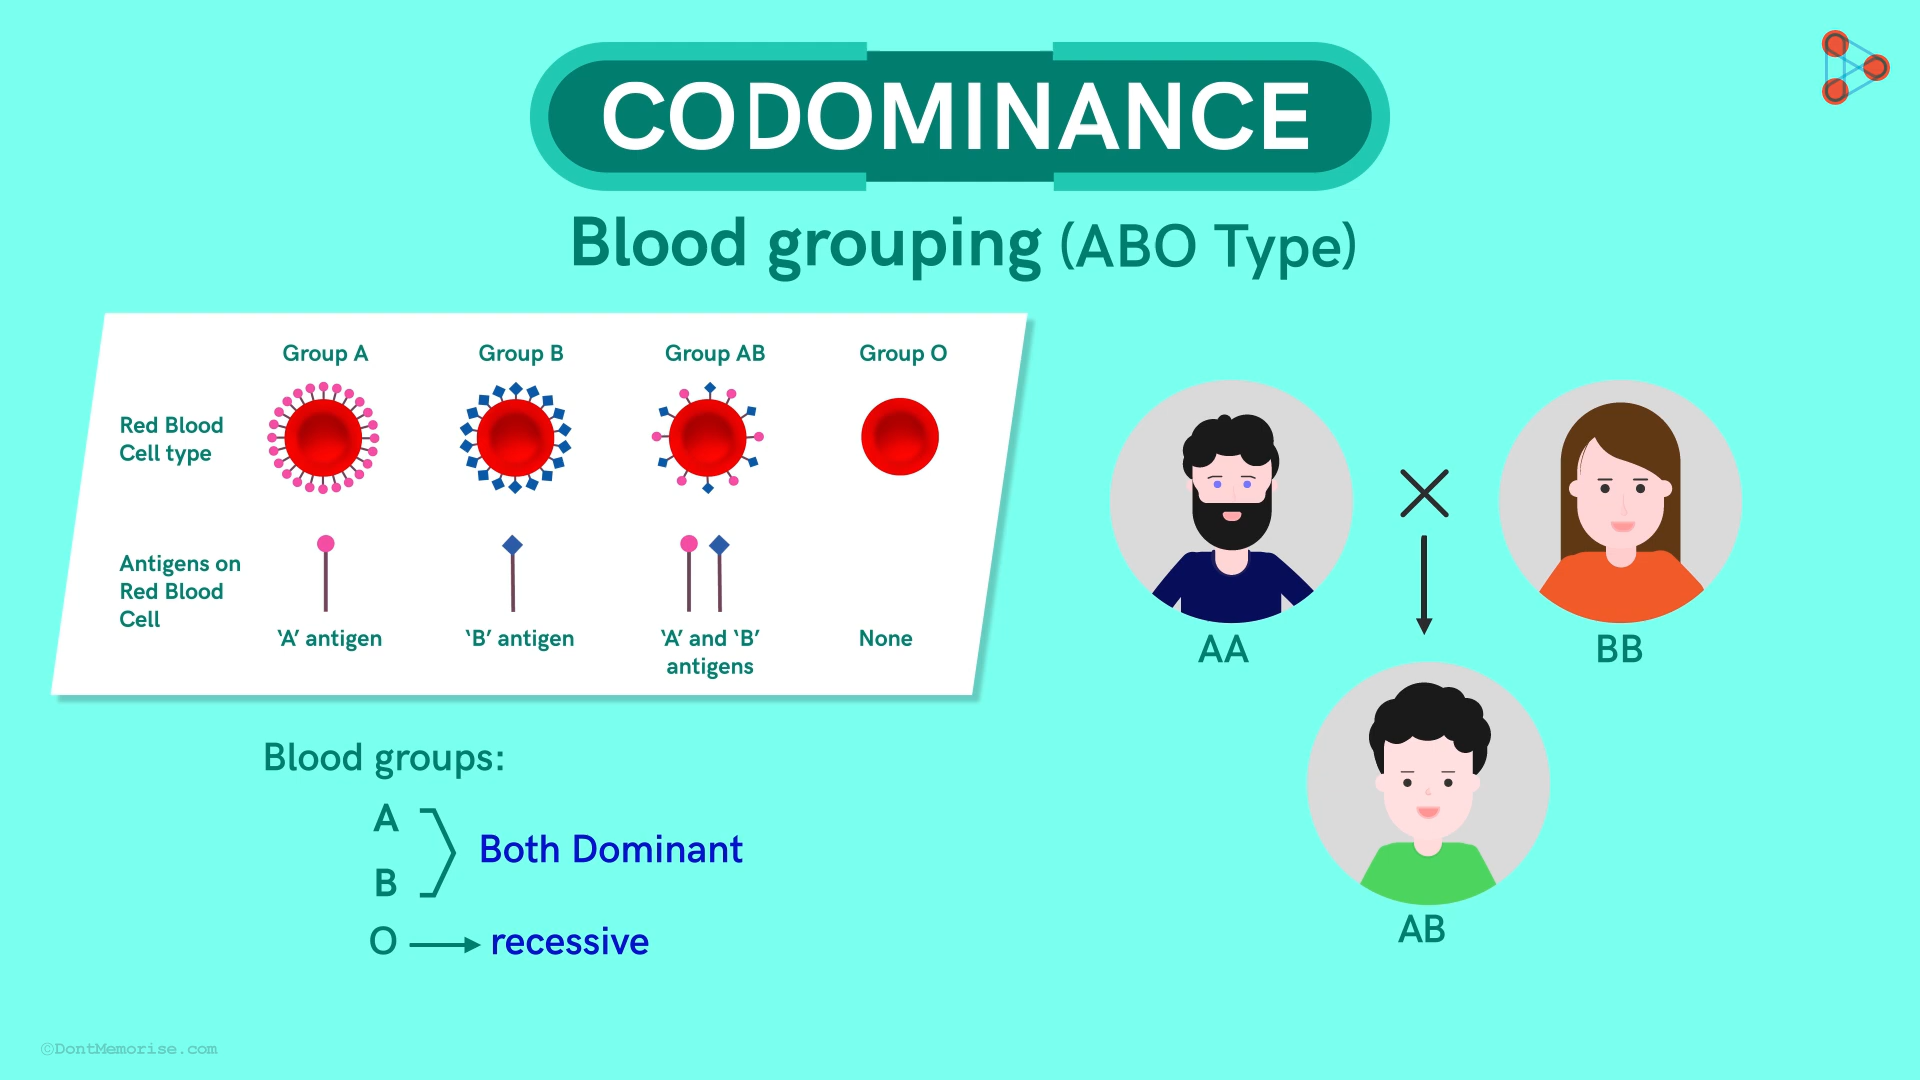 CODOMINANCE
Blood grouping (ABO Type)
Group A Group B Group AB Group O
Red Blood
Cell type
Antigens on
Red Blood
Cell
‘A’ antigen ‘B’ antigen ‘A’ and ‘B’
antigens
None
AA
BB
AB
Blood groups:
A
B
Both Dominant
O recessive
©DontMemorise.com